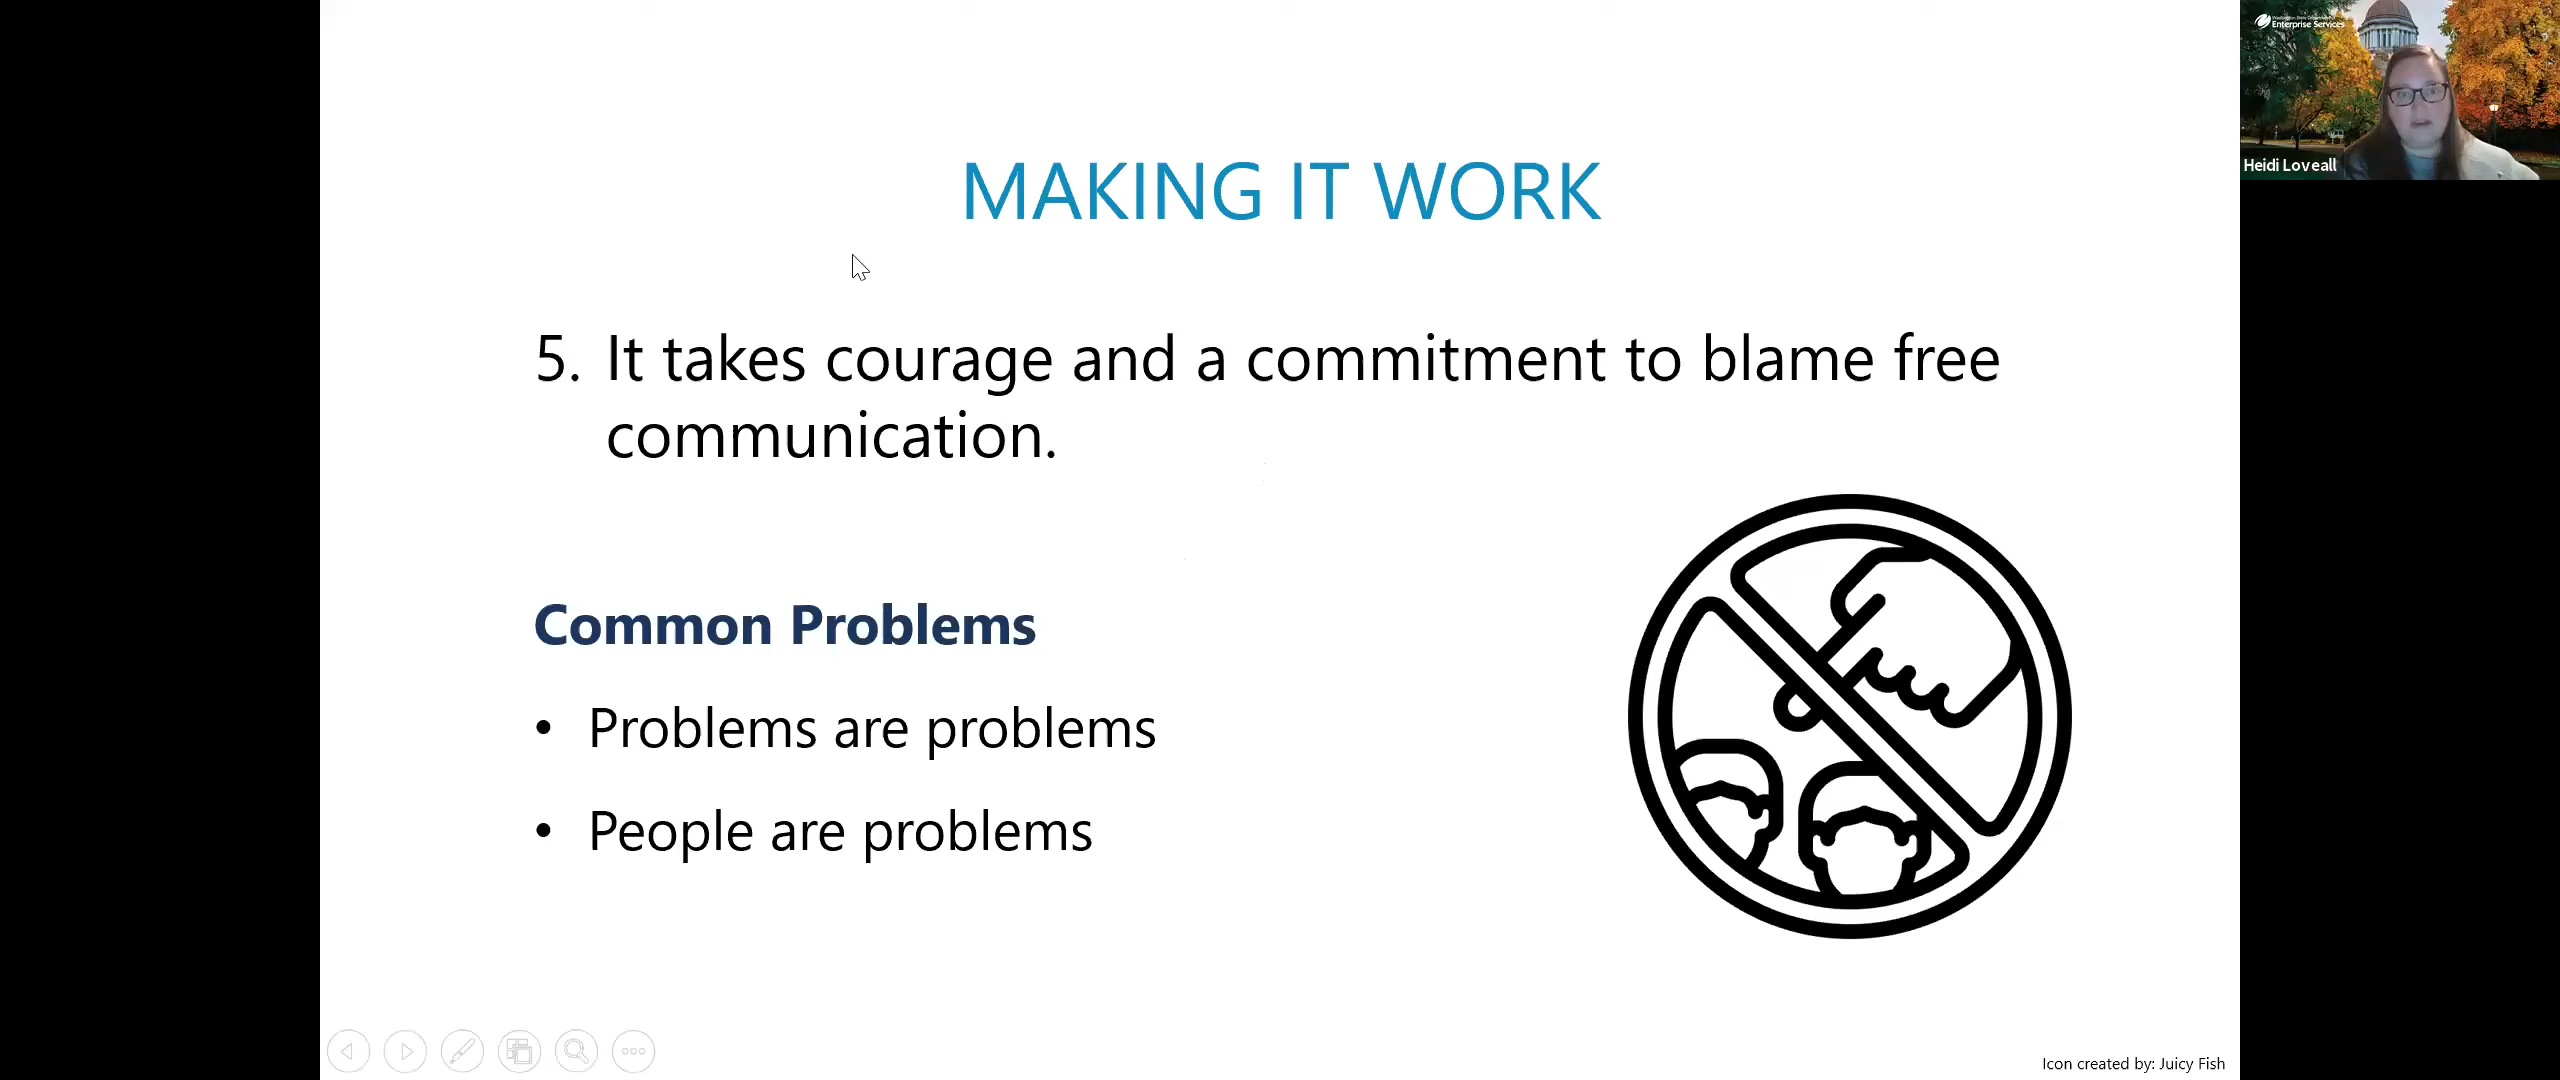 MAKING IT WORK
5. It takes courage and a commitment to blame free
communication.
Common Problems
• Problems are problems
• People are problems
Icon created by: Juicy Fish
Enterprise Services
Heidi Loveall